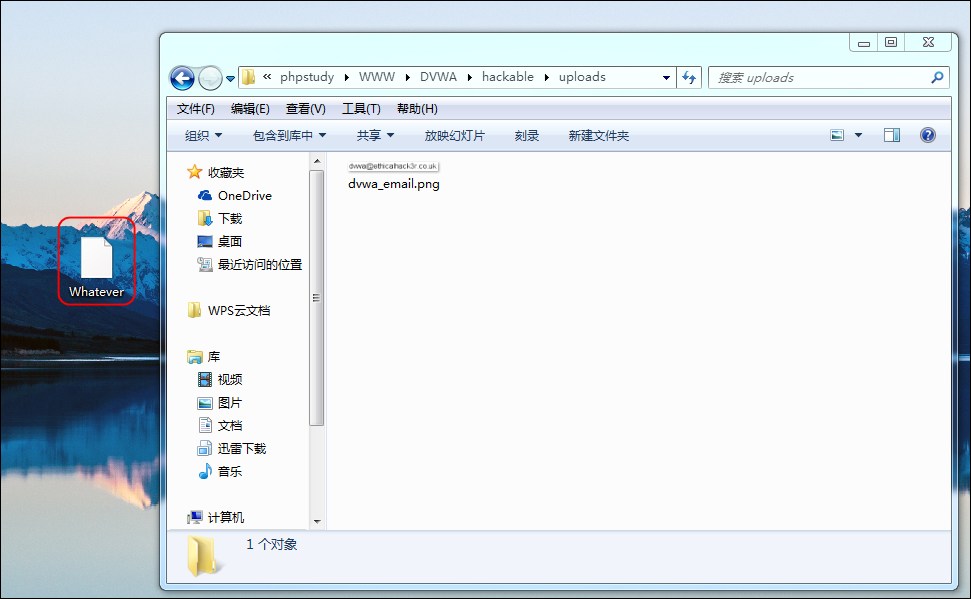 « phpstudy ▸ WWW ▸ DVWA ▸ hackable ▸ uploads
搜索 uploads
文件(F) 编辑(E) 查看(V) 工具(T) 帮助(H)
组织 包含到库中 共享 放映幻灯片 刻录 新建文件夹
收藏夹
OneDrive
下载
桌面
最近访问的位置
WPS云文档
库
视频
图片
文档
迅雷下载
音乐
计算机
dvwa@ethicalhack3r.co.uk
dvwa_email.png
Whatever
1 个对象